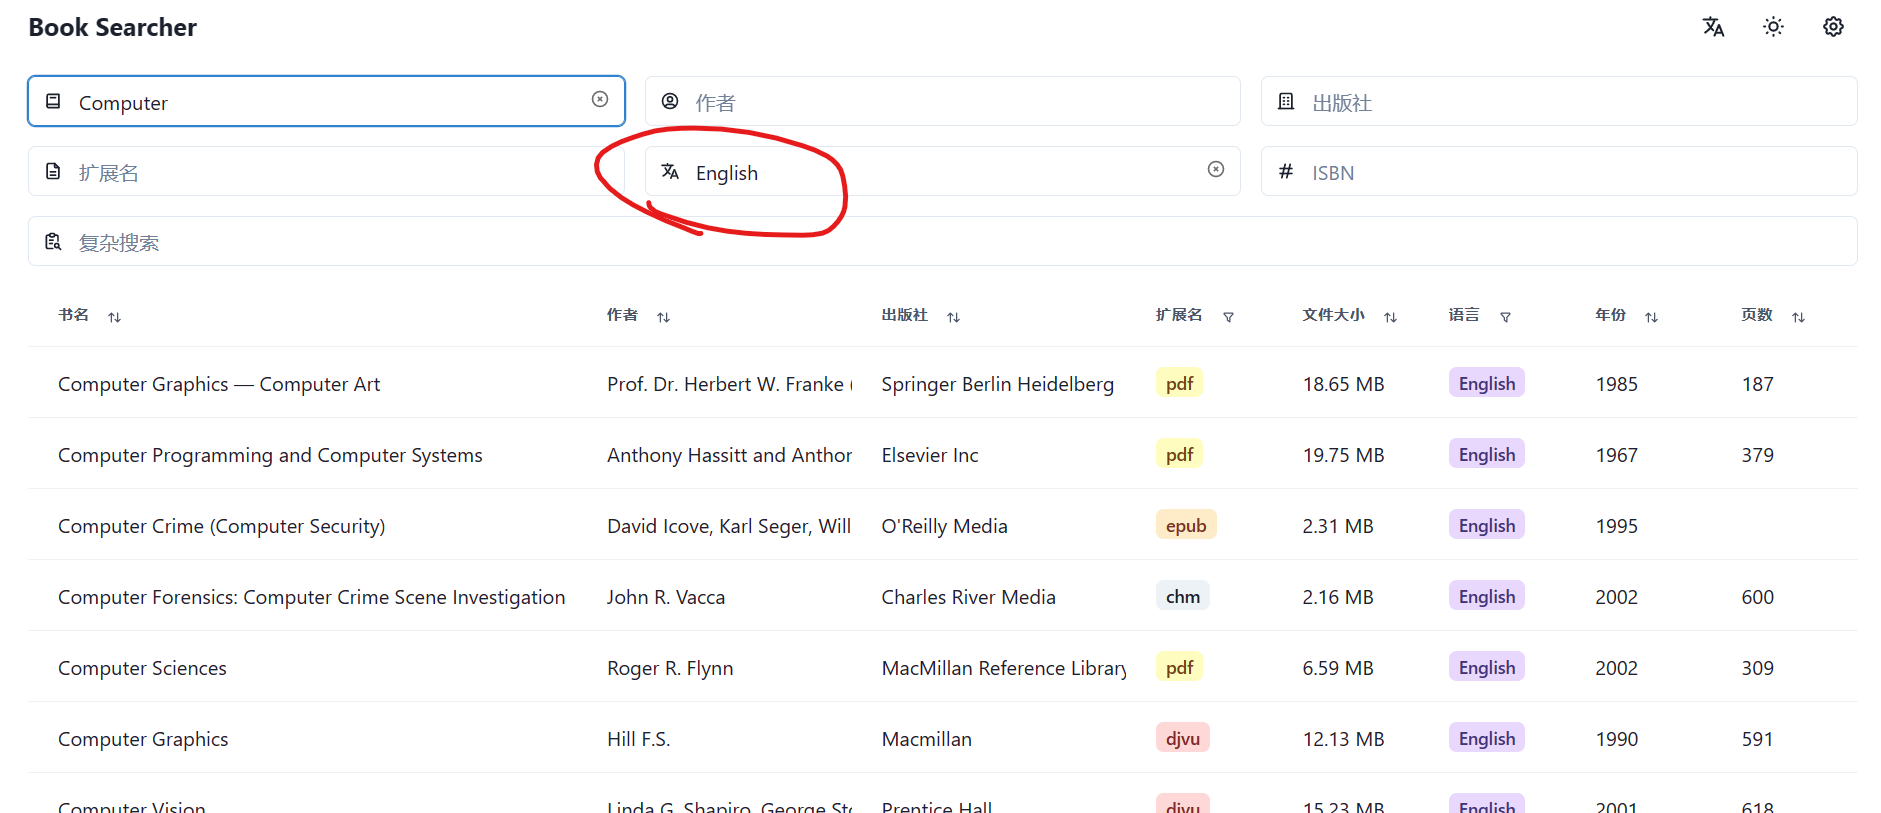 Book Searcher
Computer
作者
出版社
扩展名
English
# ISBN
复杂搜索
书名 作者 出版社 扩展名 文件大小 语言 年份 页数
Computer Graphics — Computer Art Prof. Dr. Herbert W. Franke Springer Berlin Heidelberg pdf 18.65 MB English 1985 187
Computer Programming and Computer Systems Anthony Hassitt and Anthor Elsevier Inc pdf 19.75 MB English 1967 379
Computer Crime (Computer Security) David Icove, Karl Seger, Will O'Reilly Media epub 2.31 MB English 1995
Computer Forensics: Computer Crime Scene Investigation John R. Vacca Charles River Media chm 2.16 MB English 2002 600
Computer Sciences Roger R. Flynn MacMillan Reference Library pdf 6.59 MB English 2002 309
Computer Graphics Hill F.S. Macmillan djvu 12.13 MB English 1990 591
Computer Vision Linda G. Shapiro, George Sto Prentice Hall djvu 15.23 MB English 2001 618